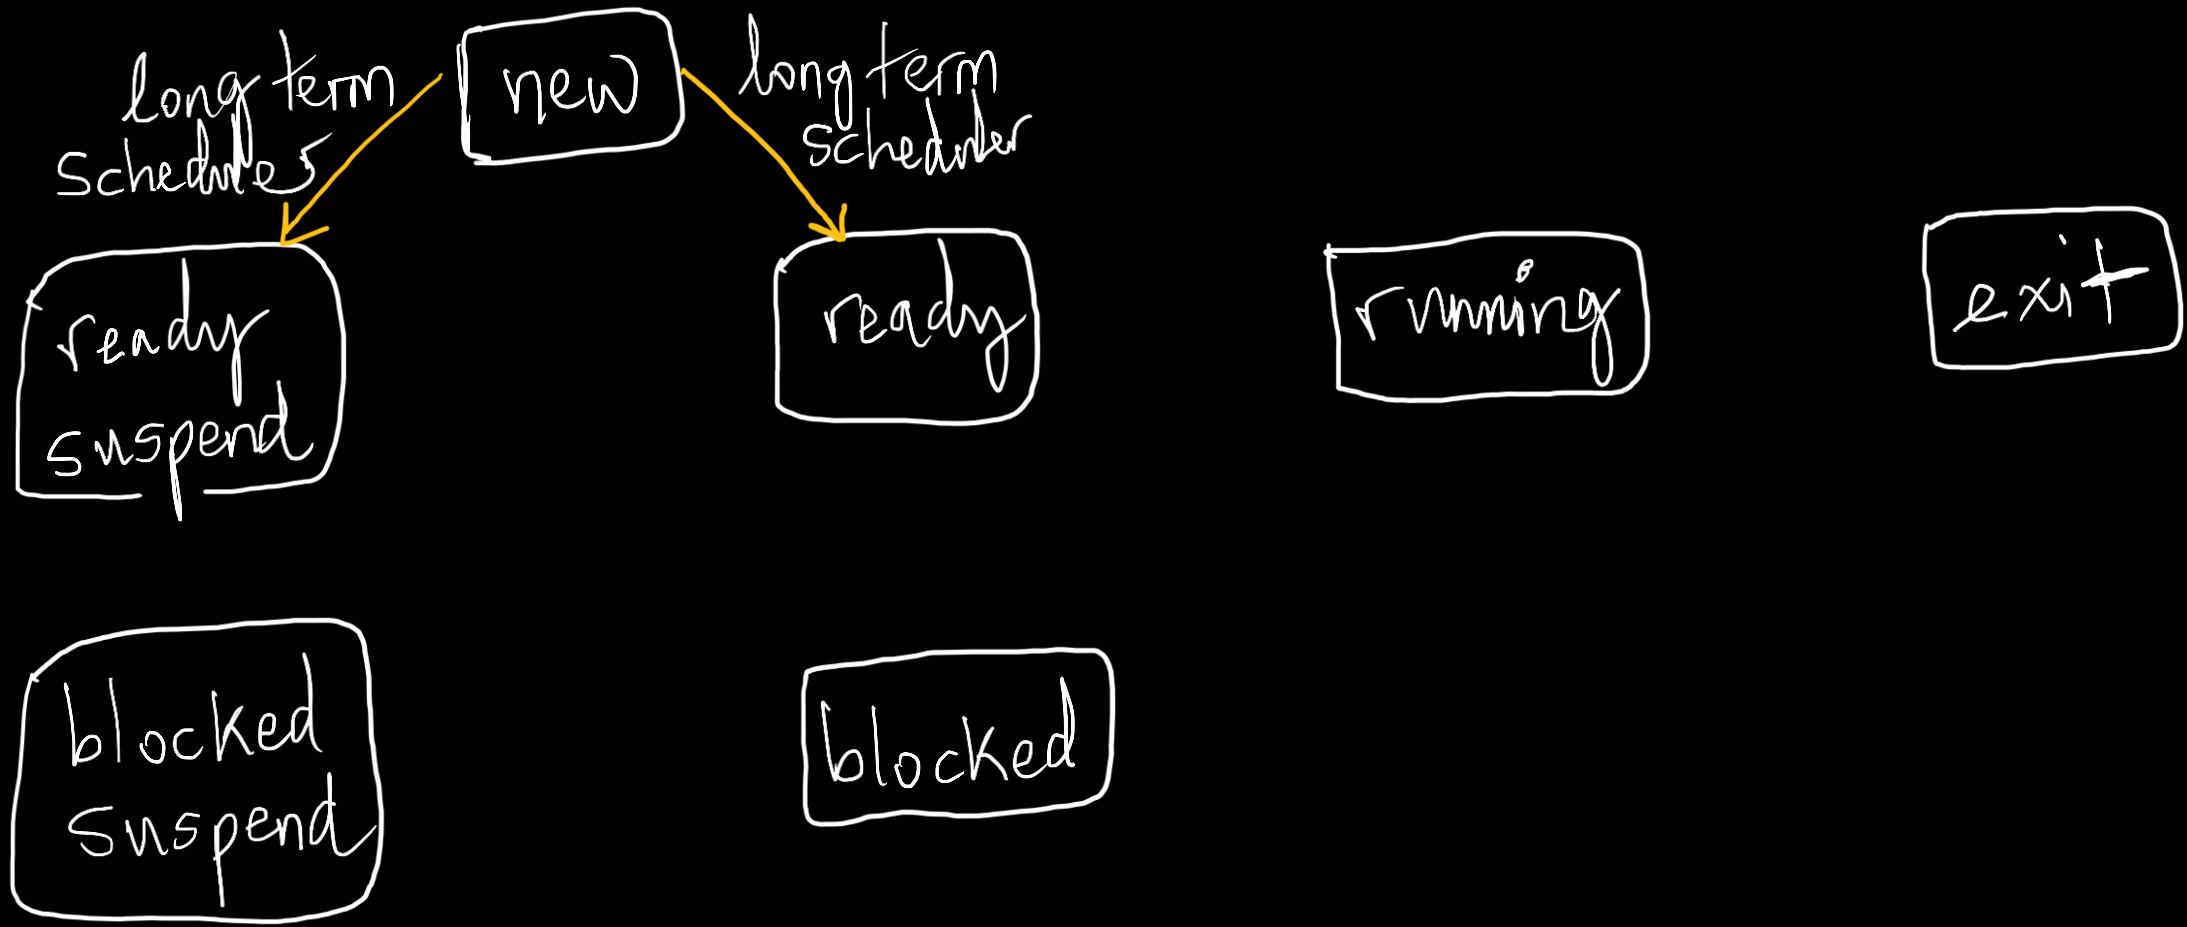 long term
scheduler
new
long term
scheduler
ready
suspend
ready
running
exit
blocked
suspend
blocked